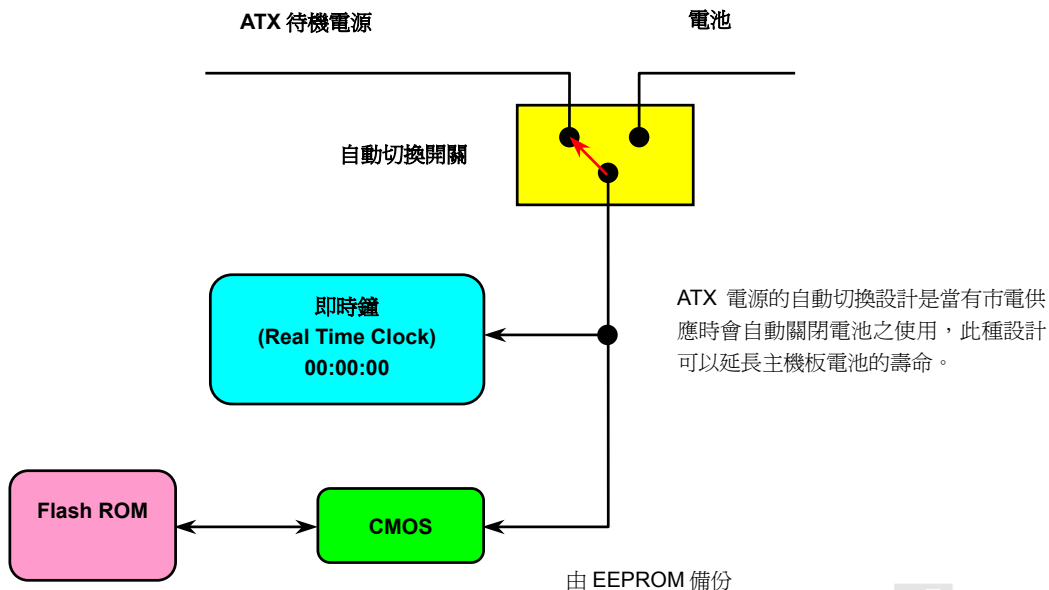 ATX 待機電源
電池
自動切換開關
即時鐘
(Real Time Clock)
00:00:00
ATX 電源的自動切換設計是當有市電供
應時會自動關閉電池之使用，此種設計
可以延長主機板電池的壽命。
Flash ROM
CMOS
由 EEPROM 備份